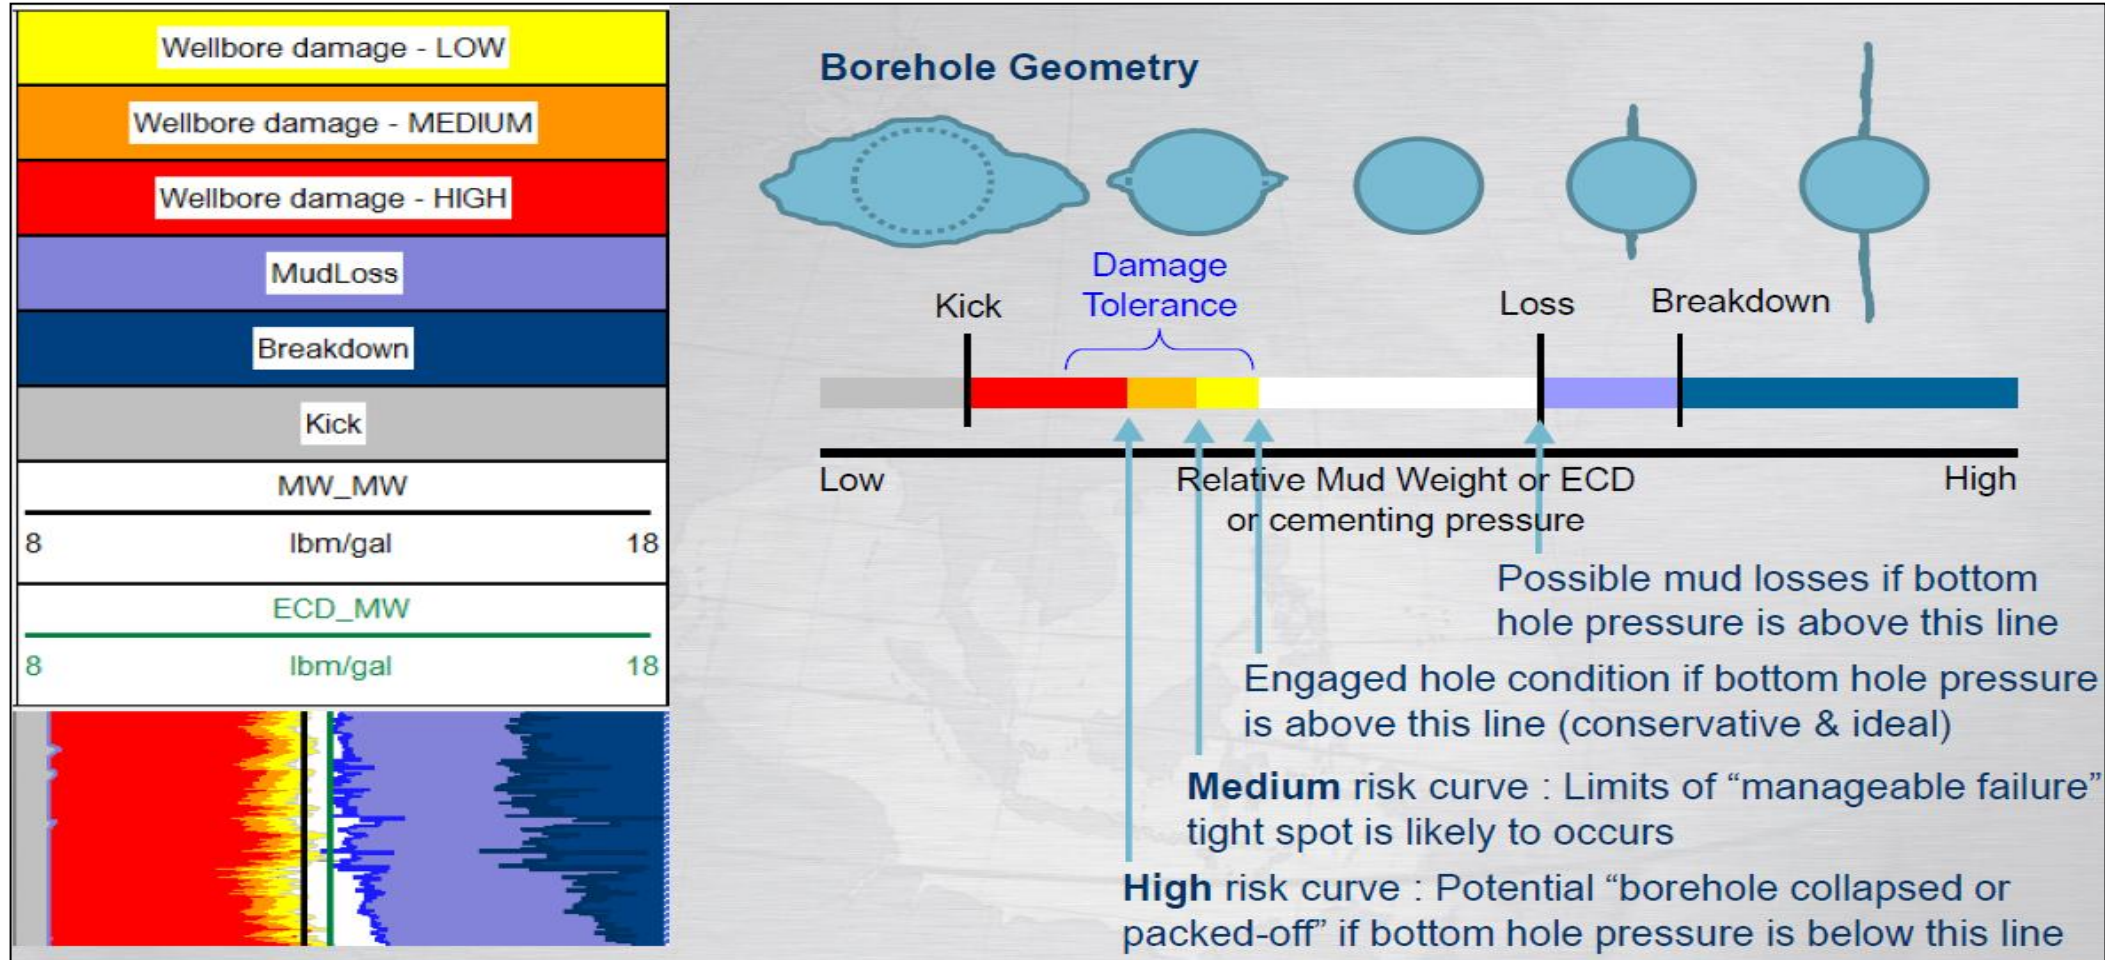 Wellbore damage - LOW
Wellbore damage - MEDIUM
Wellbore damage - HIGH
MudLoss
Breakdown
Kick
MW_MW
8 lbm/gal 18
ECD_MW
8 lbm/gal 18
Borehole Geometry
Damage
Tolerance
Kick
Loss
Breakdown
Low
Relative Mud Weight or ECD
or cementing pressure
High
Possible mud losses if bottom
hole pressure is above this line
Engaged hole condition if bottom hole pressure
is above this line (conservative & ideal)
Medium risk curve : Limits of “manageable failure”
tight spot is likely to occurs
High risk curve : Potential “borehole collapsed or
packed-off” if bottom hole pressure is below this line